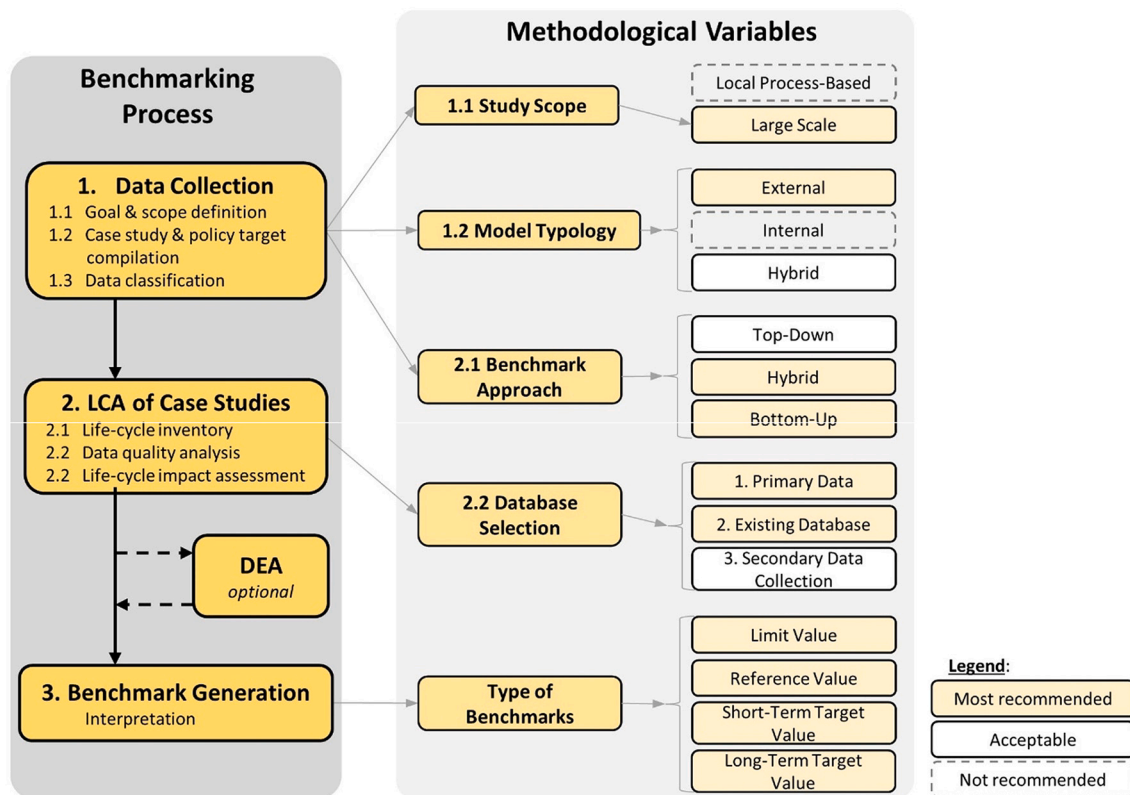 Benchmarking
Process
1. Data Collection
1.1 Goal & scope definition
1.2 Case study & policy target
compilation
1.3 Data classification
2. LCA of Case Studies
2.1 Life-cycle inventory
2.2 Data quality analysis
2.2 Life-cycle impact assessment
DEA
optional
3. Benchmark Generation
Interpretation
Methodological Variables
1.1 Study Scope
Local Process-Based
Large Scale
1.2 Model Typology
External
Internal
Hybrid
2.1 Benchmark
Approach
Top-Down
Hybrid
Bottom-Up
2.2 Database
Selection
1. Primary Data
2. Existing Database
3. Secondary Data
Collection
Type of
Benchmarks
Limit Value
Reference Value
Short-Term Target
Value
Long-Term Target
Value
Legend:
Most recommended
Acceptable
Not recommended